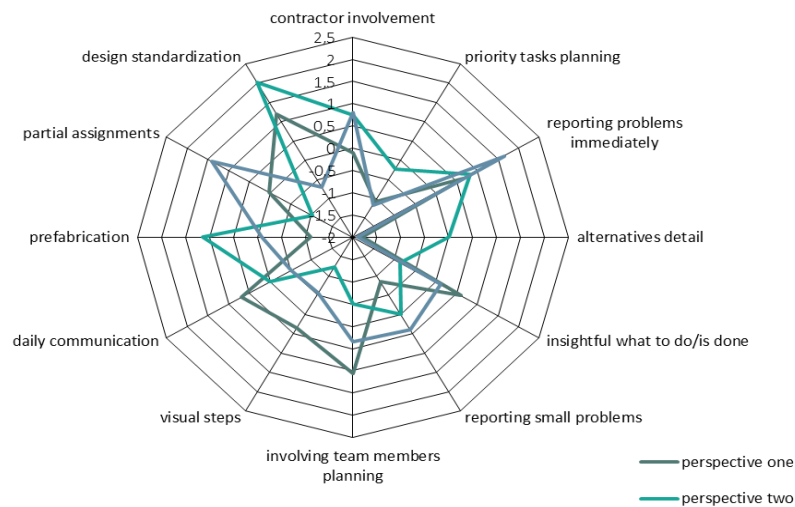 contractor involvement
2,5
2
1,5
1
0,5
0
-0,5
-1
-1,5
-2
priority tasks planning
reporting problems
immediately
alternatives detail
insightful what to do/is done
reporting small problems
involving team members
planning
visual steps
daily communication
prefabrication
partial assignments
design standardization
perspective one
perspective two